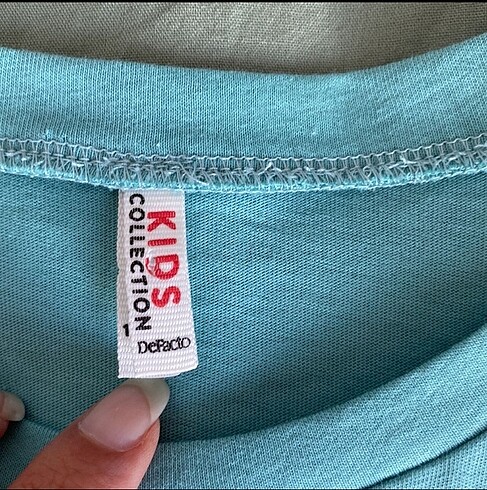 KIDS
COLLECTION
1
DeFacto